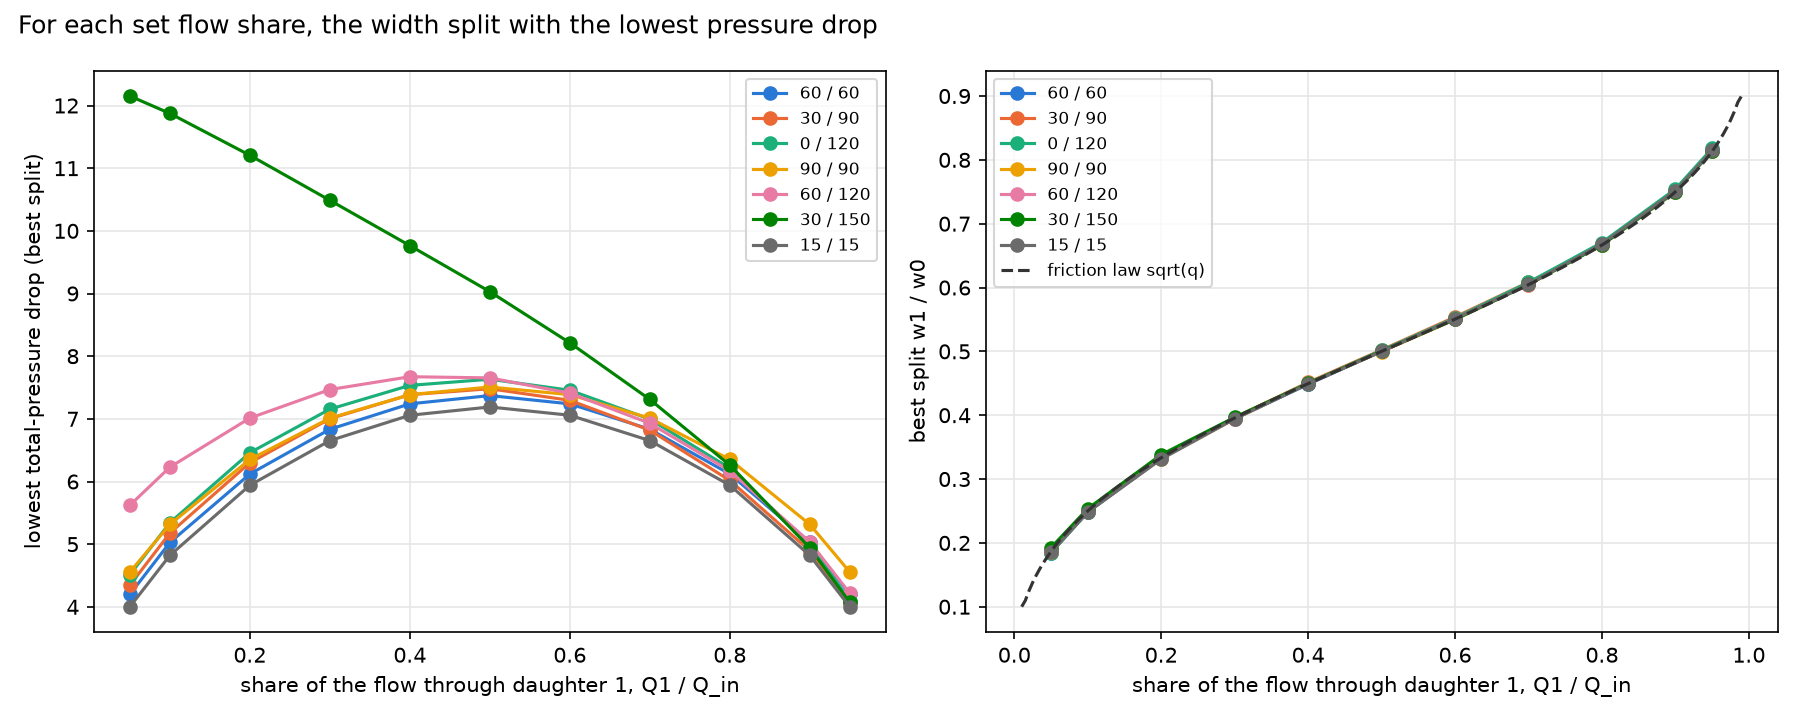 For each set flow share, the width split with the lowest pressure drop
lowest total-pressure drop (best split)
12
11
10
9
8
7
6
5
4
0.2
0.4
0.6
0.8
share of the flow through daughter 1, Q1 / Q_in
60 / 60
30 / 90
0 / 120
90 / 90
60 / 120
30 / 150
15 / 15
best split w1 / w0
0.9
0.8
0.7
0.6
0.5
0.4
0.3
0.2
0.1
0.0
0.2
0.4
0.6
0.8
1.0
share of the flow through daughter 1, Q1 / Q_in
60 / 60
30 / 90
0 / 120
90 / 90
60 / 120
30 / 150
15 / 15
friction law sqrt(q)